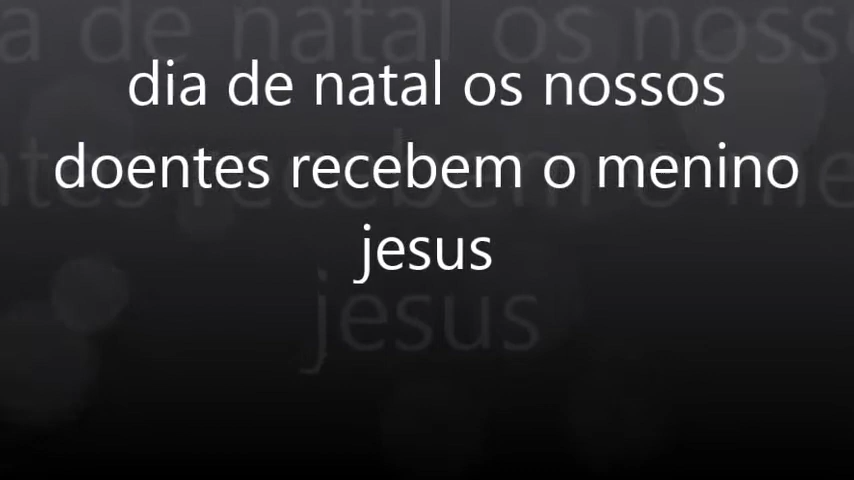 dia de natal os nossos
doentes recebem o menino
jesus